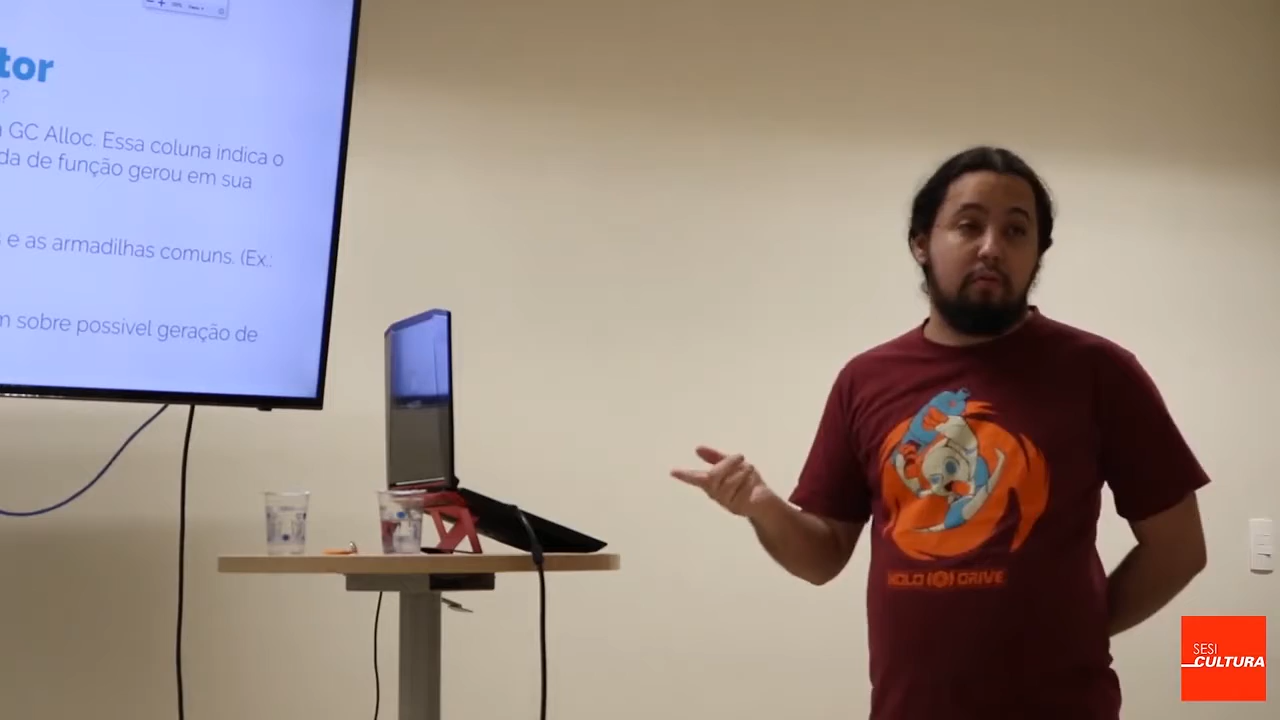 tor
?
GC Alloc. Essa coluna indica o
da de função gerou em sua
s e as armadilhas comuns. (Ex.:
m sobre possivel geração de
HOLO DRIVE
SESI
CULTURA